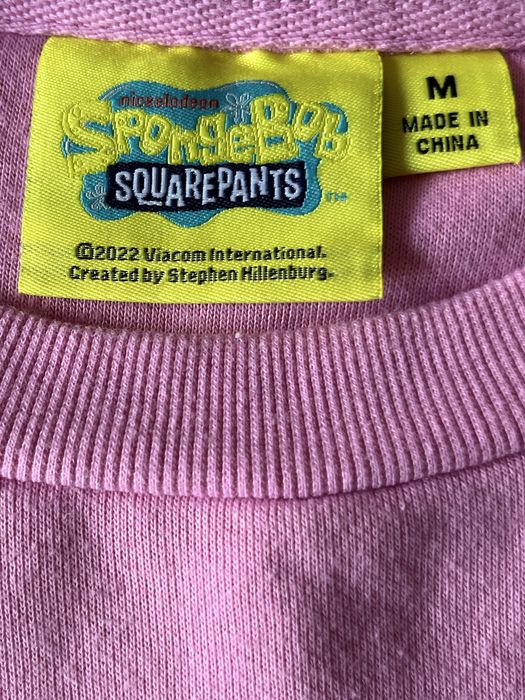 nickelodeon
SpongeBob
SQUAREPANTS
TM
©2022 Viacom International.
Created by Stephen Hillenburg.
M
MADE IN
CHINA